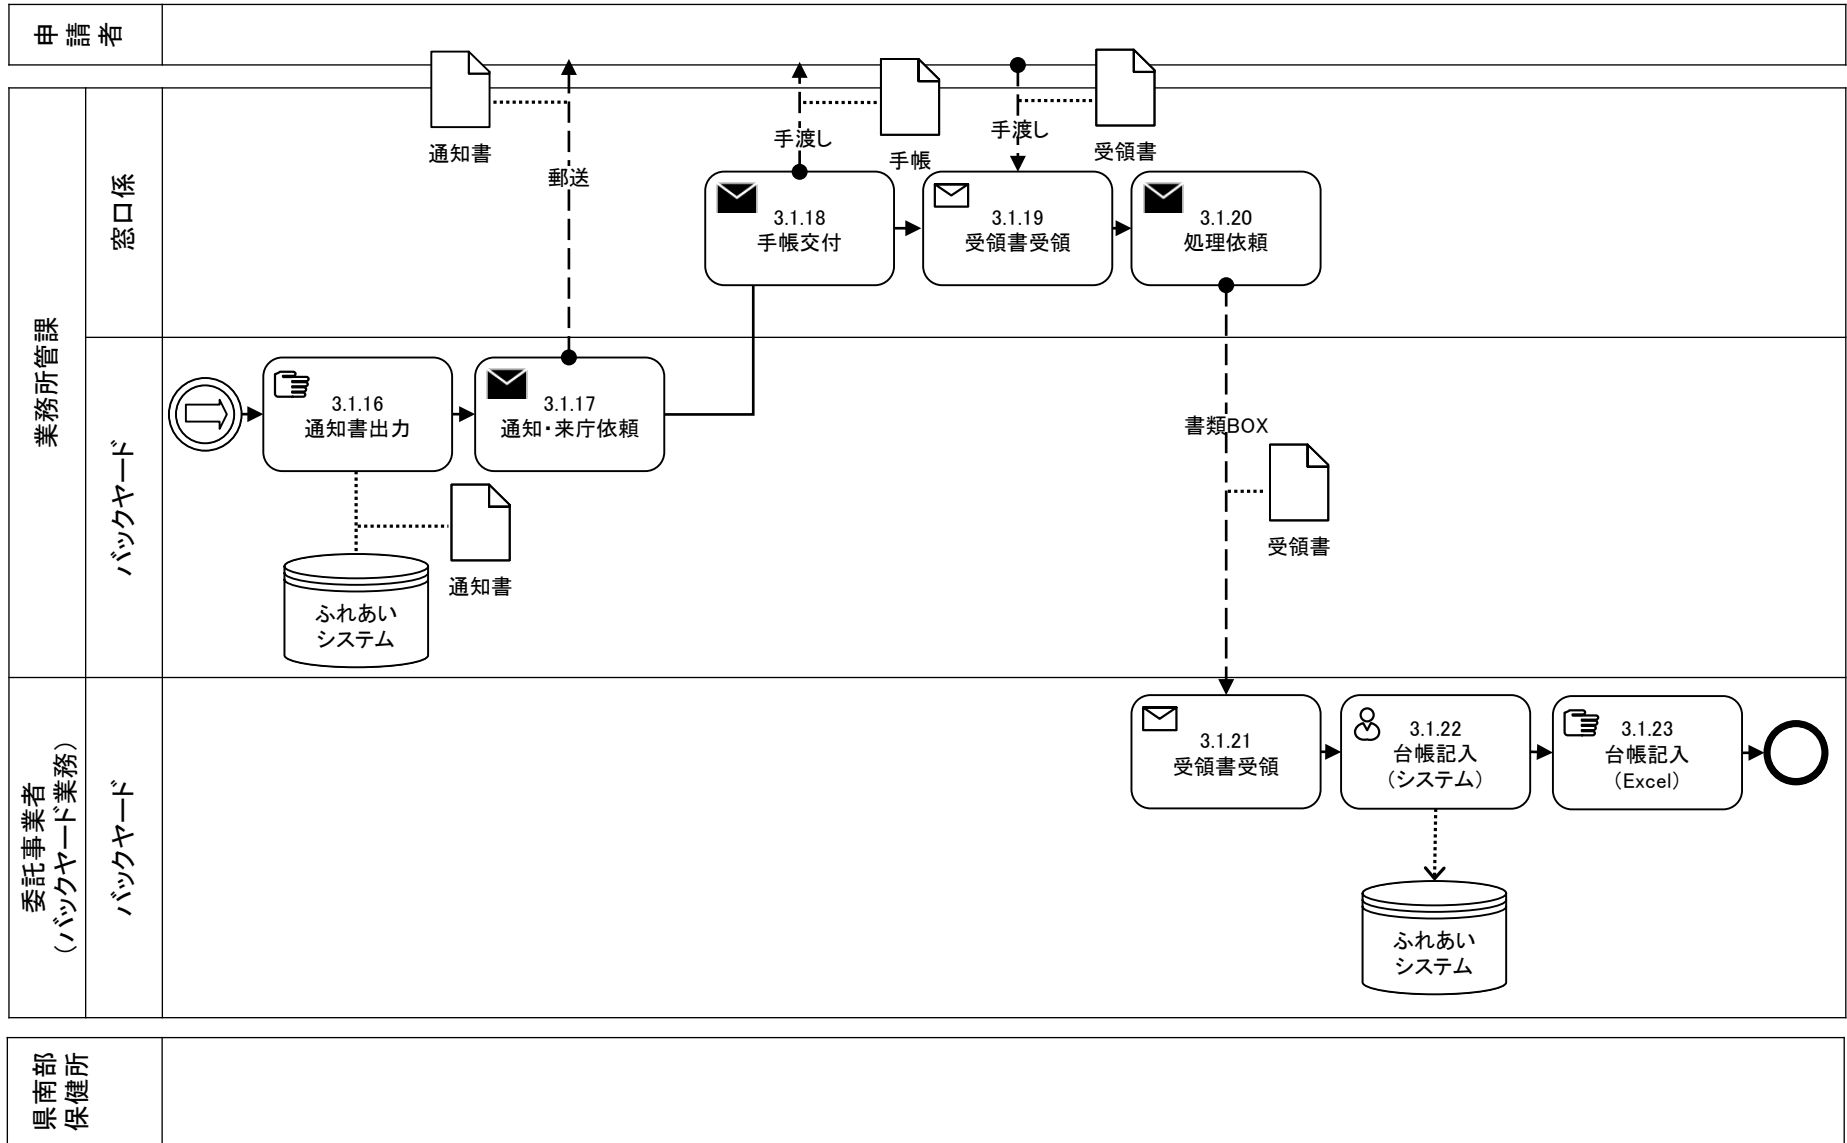 申請者
通知書
郵送
手渡し
手帳
手渡し
受領書
業務所管課
窓口係
3.1.18
手帳交付
3.1.19
受領書受領
3.1.20
処理依頼
バックヤード
3.1.16
通知書出力
3.1.17
通知・来庁依頼
通知書
ふれあい
システム
書類BOX
受領書
委託事業者
（バックヤード業務）
バックヤード
3.1.21
受領書受領
3.1.22
台帳記入
（システム）
3.1.23
台帳記入
（Excel）
ふれあい
システム
県南部
保健所